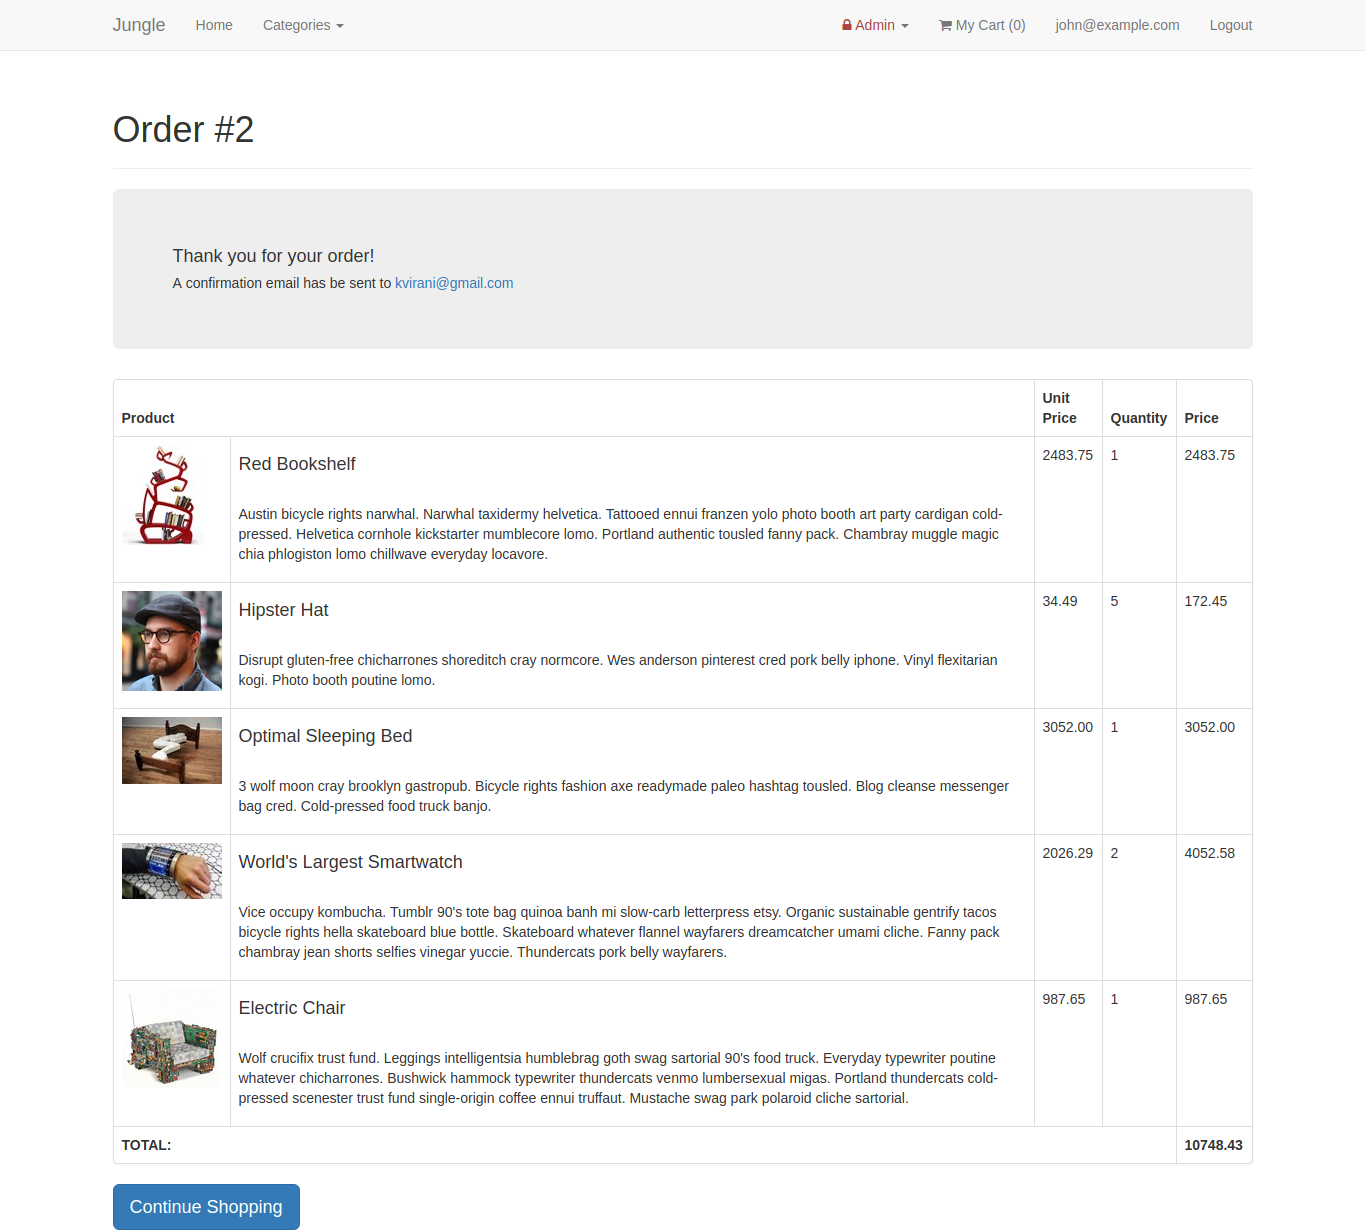 Jungle Home Categories Admin My Cart (0) john@example.com Logout
Order #2
Thank you for your order!
A confirmation email has be sent to kvirani@gmail.com
Product Unit Price Quantity Price
Red Bookshelf 2483.75 1 2483.75
Austin bicycle rights narwhal. Narwhal taxidermy helvetica. Tattooed ennui franzen yolo photo booth art party cardigan cold-
pressed. Helvetica cornhole kickstarter mumblecore lomo. Portland authentic tousled fanny pack. Chambray muggle magic
chia phlogiston lomo chillwave everyday locavore.
Hipster Hat 34.49 5 172.45
Disrupt gluten-free chicharrones shoreditch cray normcore. Wes anderson pinterest cred pork belly iphone. Vinyl flexitarian
kogi. Photo booth poutine lomo.
Optimal Sleeping Bed 3052.00 1 3052.00
3 wolf moon cray brooklyn gastropub. Bicycle rights fashion axe readymade paleo hashtag tousled. Blog cleanse messenger
bag cred. Cold-pressed food truck banjo.
World's Largest Smartwatch 2026.29 2 4052.58
Vice occupy kombucha. Tumblr 90's tote bag quinoa banh mi slow-carb letterpress etsy. Organic sustainable gentrify tacos
bicycle rights hella skateboard blue bottle. Skateboard whatever flannel wayfarers dreamcatcher umami cliche. Fanny pack
chambray jean shorts selfies vinegar yuccie. Thundercats pork belly wayfarers.
Electric Chair 987.65 1 987.65
Wolf crucifix trust fund. Leggings intelligentsia humblebrag goth swag sartorial 90's food truck. Everyday typewriter poutine
whatever chicharrones. Bushwick hammock typewriter thundercats venmo lumbersexual migas. Portland thundercats cold-
pressed scenester trust fund single-origin coffee ennui truffaut. Mustache swag park polaroid cliche sartorial.
TOTAL: 10748.43
Continue Shopping